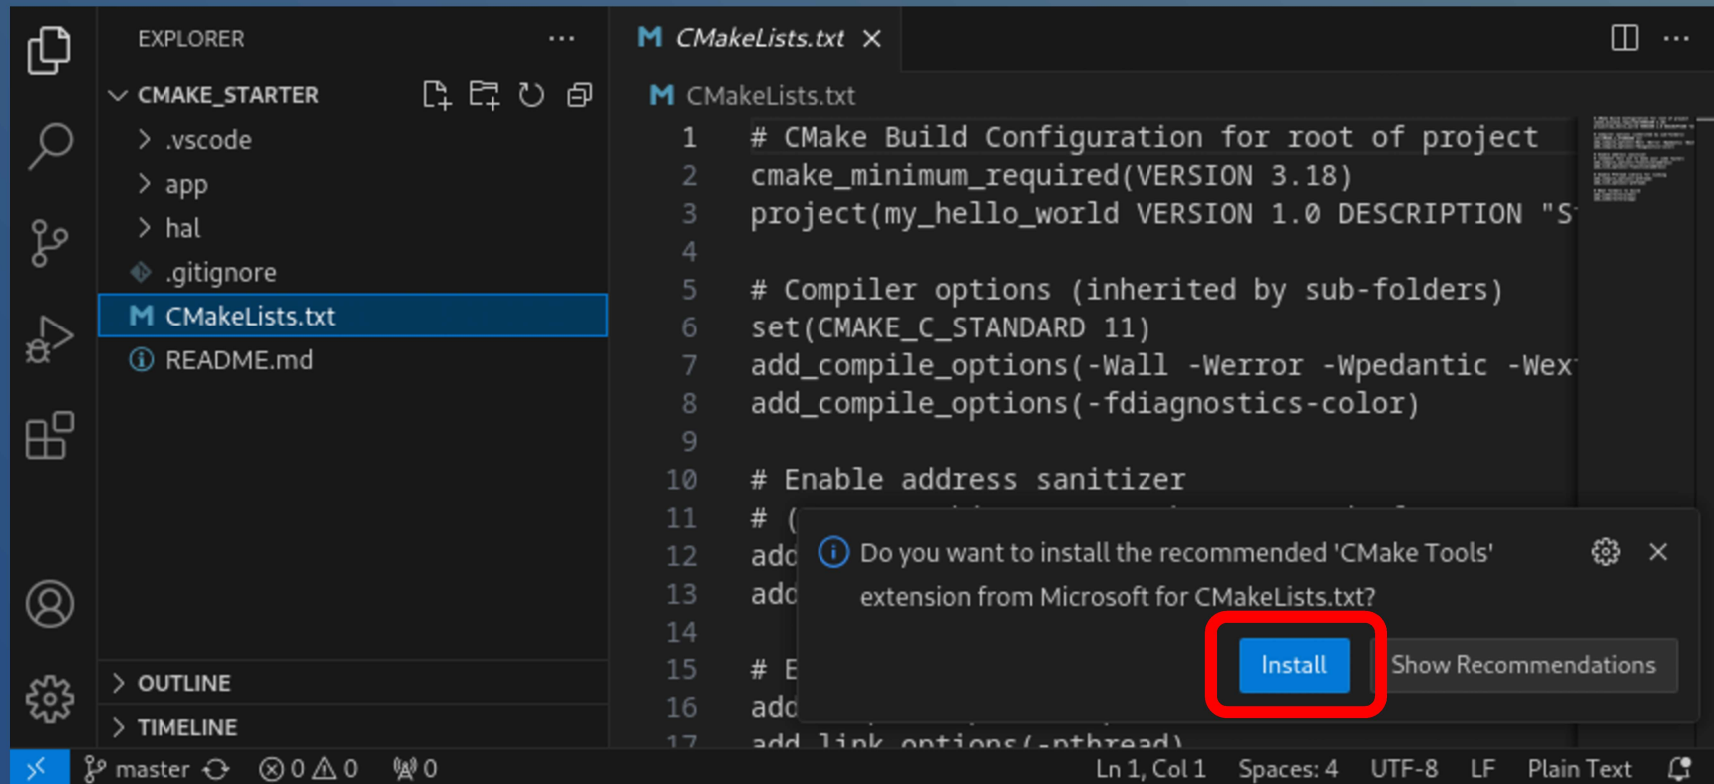 EXPLORER
CMAKE_STARTER
.vscode
app
hal
.gitignore
CMakeLists.txt
README.md
OUTLINE
TIMELINE
CMakeLists.txt
CMakeLists.txt
1 # CMake Build Configuration for root of project
2 cmake_minimum_required(VERSION 3.18)
3 project(my_hello_world VERSION 1.0 DESCRIPTION "S
4
5 # Compiler options (inherited by sub-folders)
6 set(CMAKE_C_STANDARD 11)
7 add_compile_options(-Wall -Werror -Wpedantic -Wex
8 add_compile_options(-fdiagnostics-color)
9
10 # Enable address sanitizer
11 # (
12 add
13 add
14
15 # E
16 add
17 add_link_options(-pthread)
Do you want to install the recommended 'CMake Tools'
extension from Microsoft for CMakeLists.txt?
Install Show Recommendations
master 0 0 0 Ln 1, Col 1 Spaces: 4 UTF-8 LF Plain Text